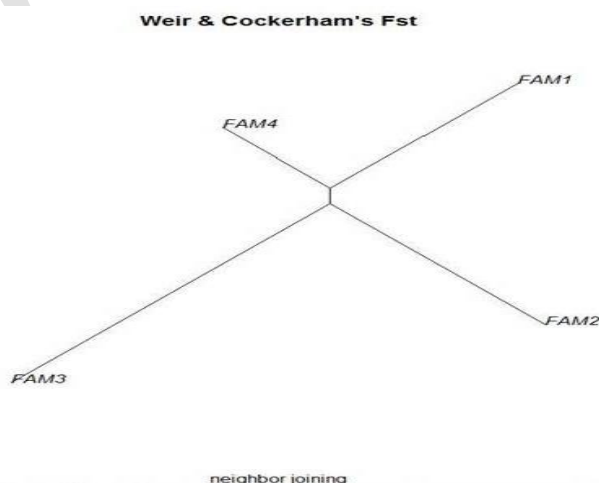 Weir & Cockerham's Fst
FAM1
FAM4
FAM2
FAM3
neighbor joining